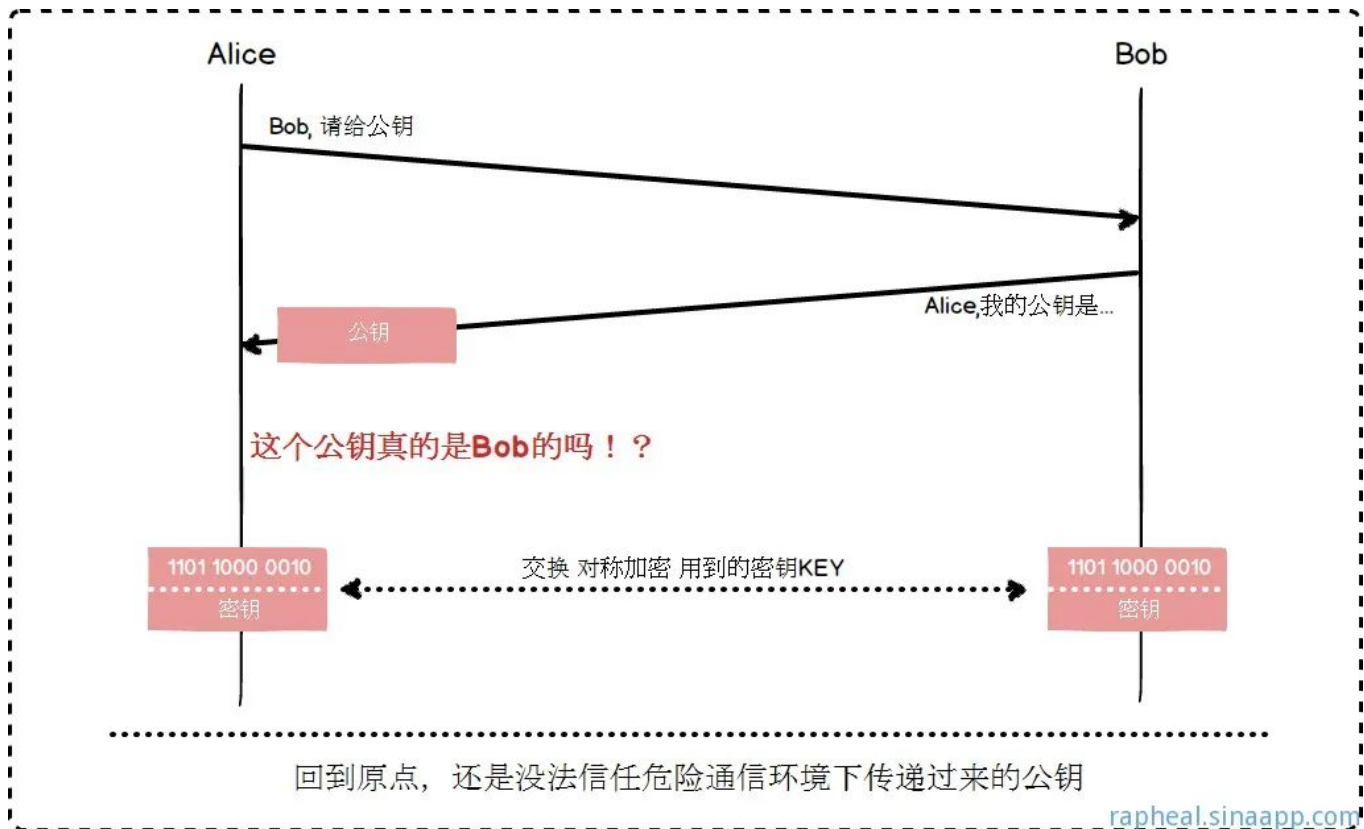 Alice
Bob
Bob, 请给公钥
Alice,我的公钥是...
公钥
这个公钥真的是Bob的吗！？
1101 1000 0010
密钥
交换 对称加密 用到的密钥KEY
1101 1000 0010
密钥
回到原点，还是没法信任危险通信环境下传递过来的公钥
rapheal.sinaapp.com